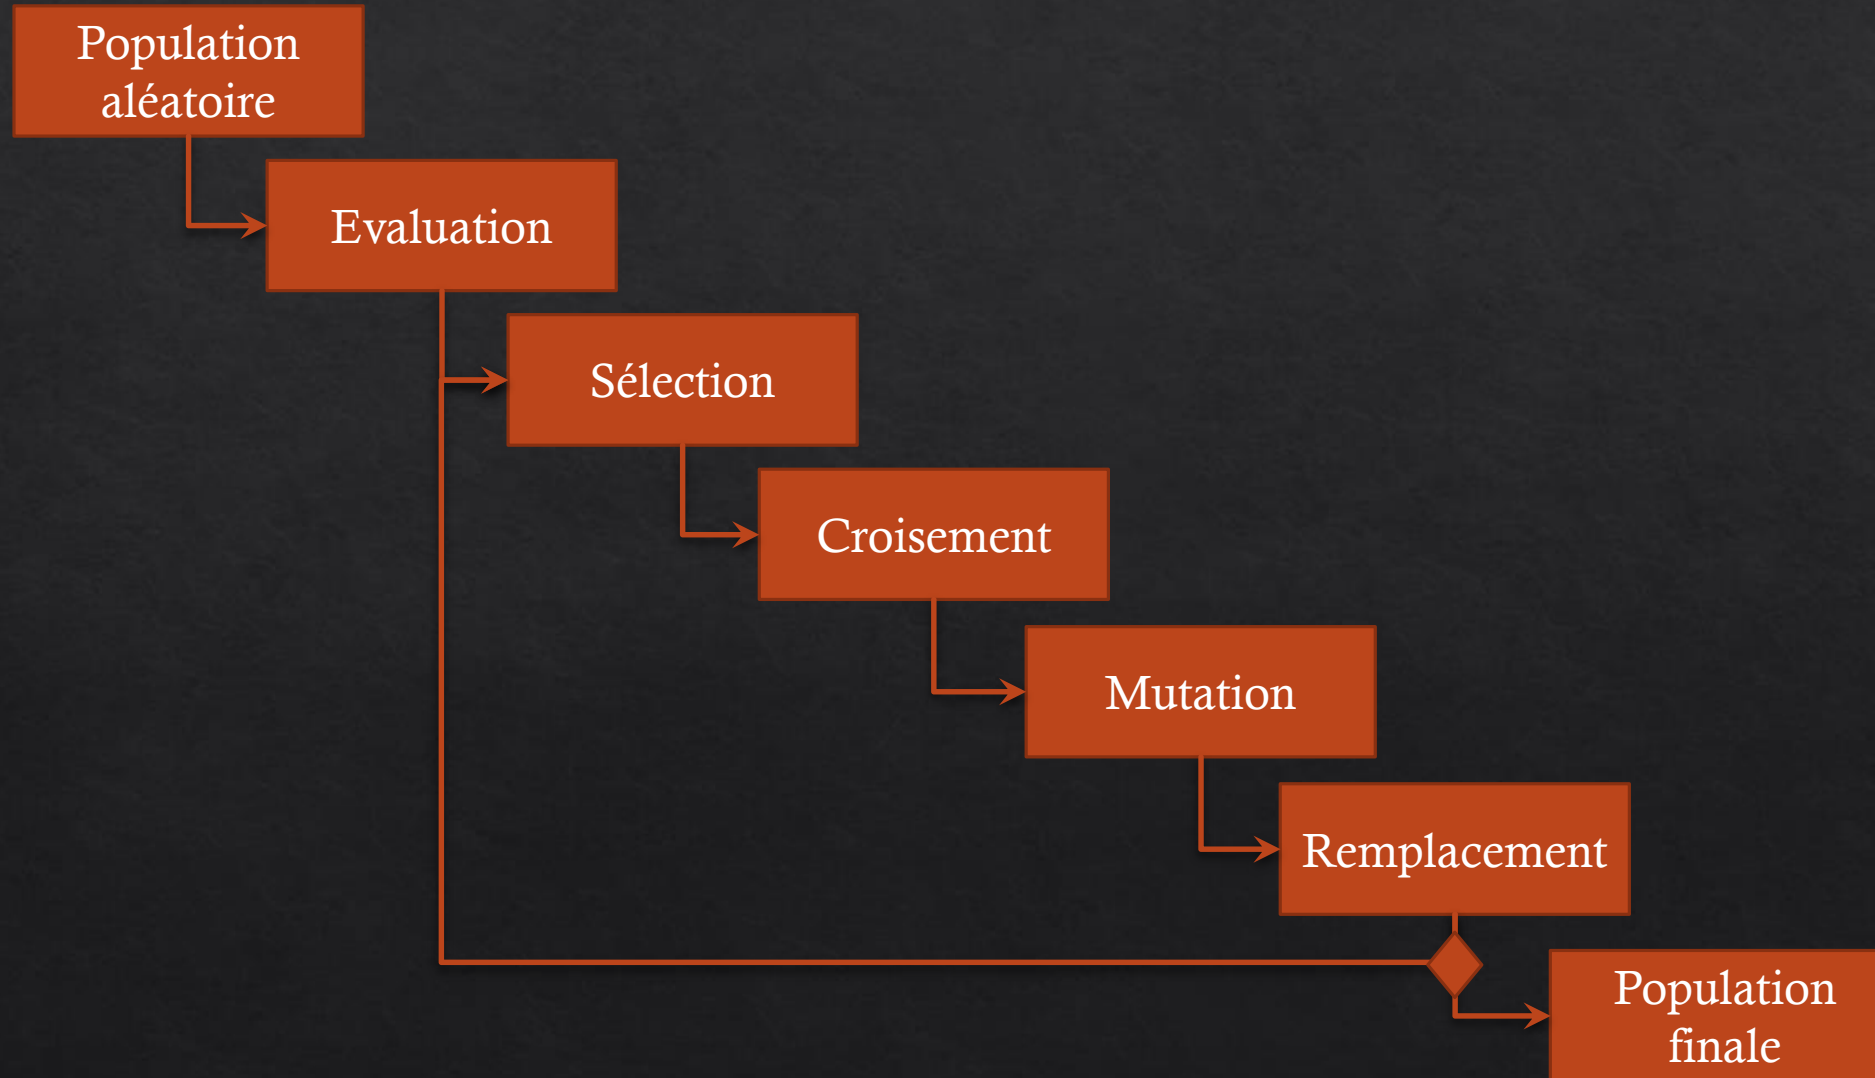 Population
aléatoire
Evaluation
Sélection
Croisement
Mutation
Remplacement
Population
finale